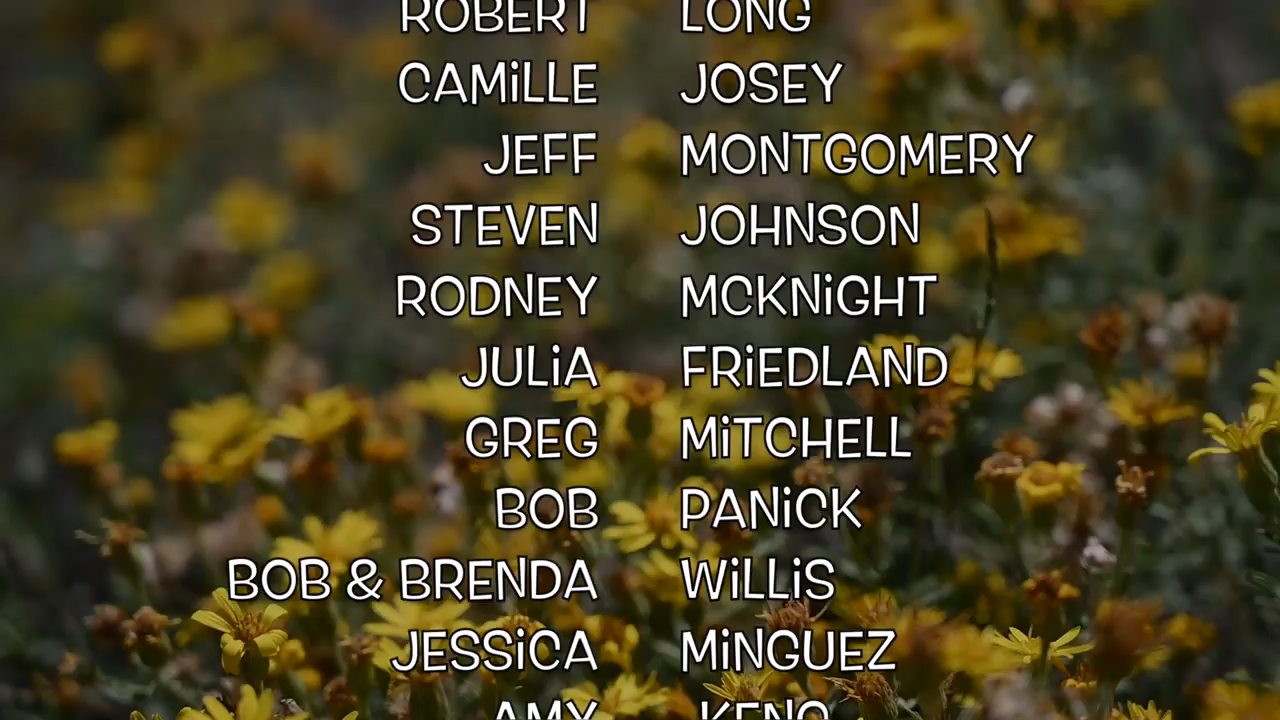 ROBERT LONG
CAMiLLE JOSEY
JEFF MONTGOMERY
STEVEN JOHNSON
RODNEY MCKNiGHT
JULiA FRiEDLAND
GREG MiTCHELL
BOB PANiCK
BOB & BRENDA WiLLiS
JESSiCA MiNGUEZ
AMY